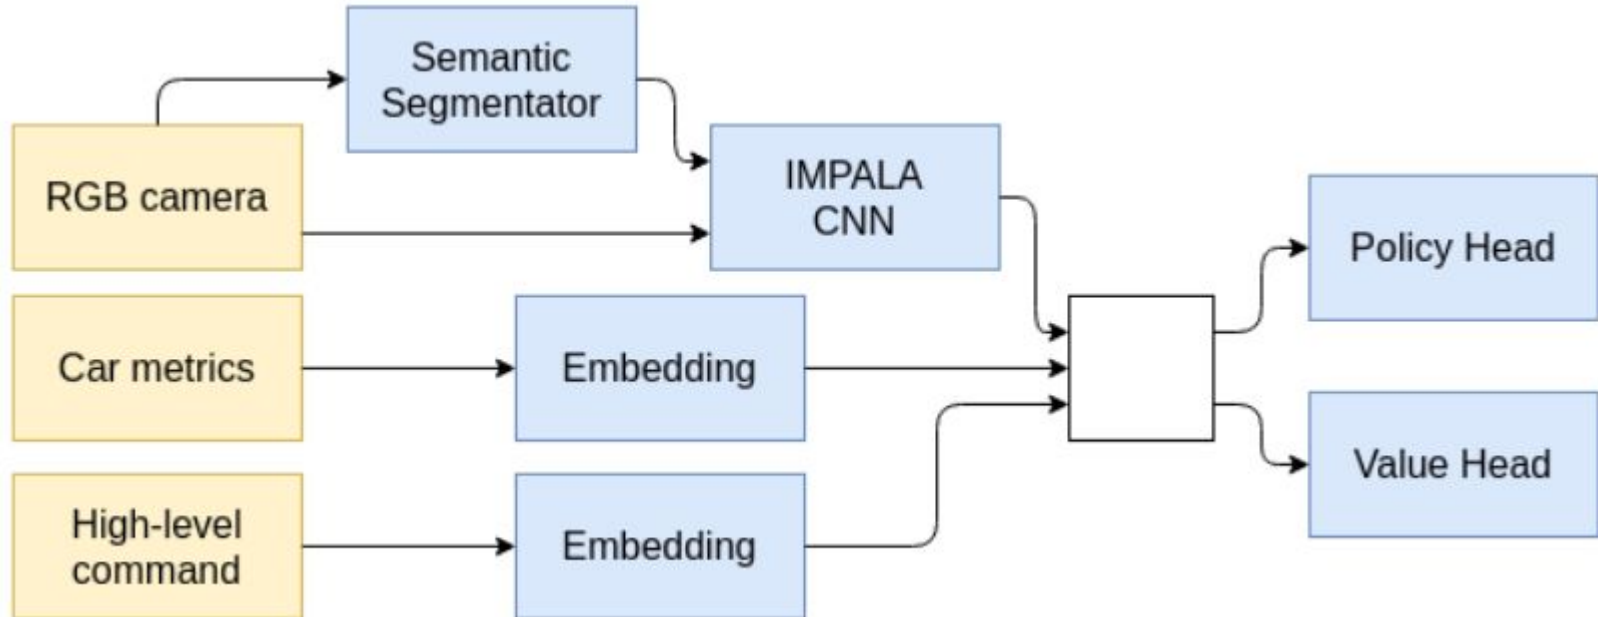 Semantic
Segmentator
RGB camera
IMPALA
CNN
Policy Head
Car metrics
Embedding
Value Head
High-level
command
Embedding